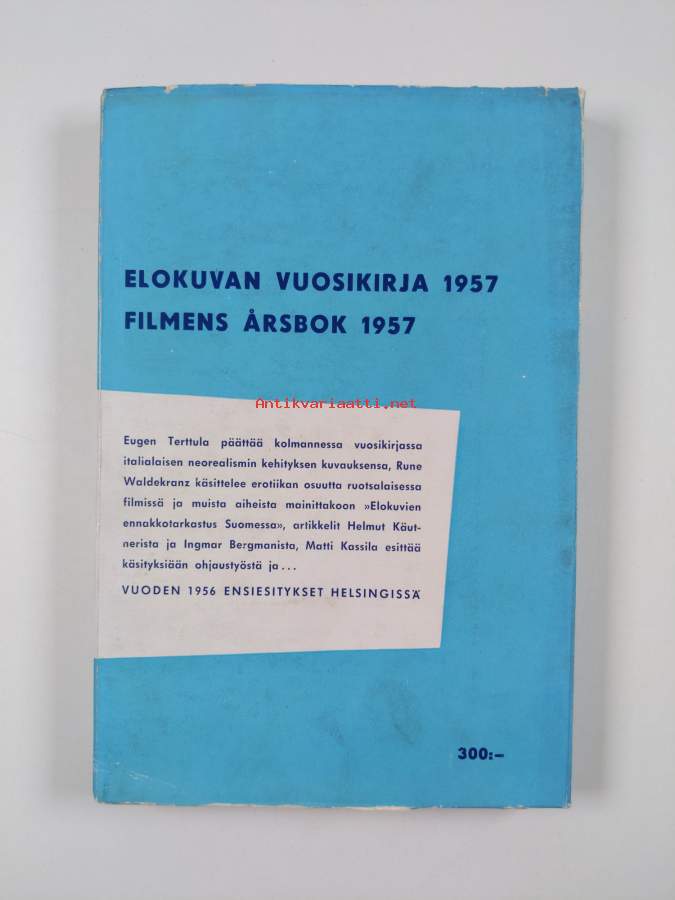 ELOKUVAN VUOSIKIRJA 1957
FILMENS ÅRSBOK 1957
Antikvariaatti.net
Eugen Terttula päättää kolmannessa vuosikirjassa
italialaisen neorealismin kehityksen kuvauksensa, Rune
Waldekranz käsittelee erotiikan osuutta ruotsalaisessa
filmissä ja muista aiheista mainittakoon »Elokuvien
ennakkotarkastus Suomessa», artikkelit Helmut Käut-
nerista ja Ingmar Bergmanista, Matti Kassila esittää
käsityksiään ohjaustyöstä ja...
VUODEN 1956 ENSIESITYKSET HELSINGISSÄ
300:–